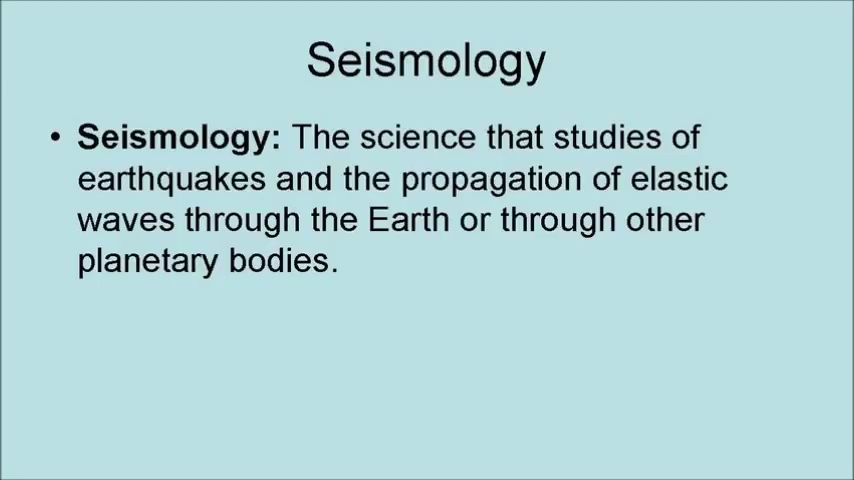 Seismology
• Seismology: The science that studies of
earthquakes and the propagation of elastic
waves through the Earth or through other
planetary bodies.